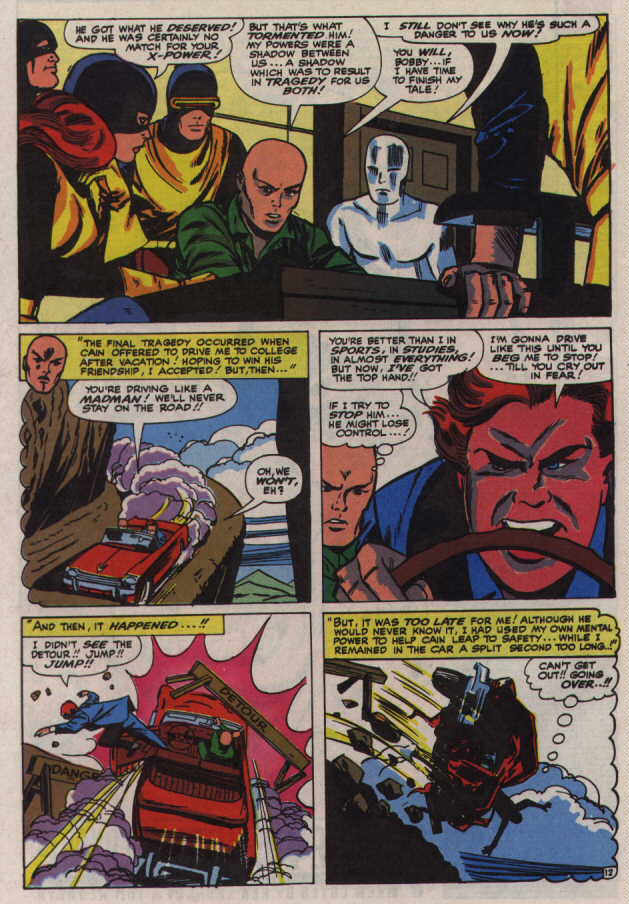 HE GOT WHAT HE DESERVED!
AND HE WAS CERTAINLY NO
MATCH FOR YOUR
X-POWER!
BUT THAT'S WHAT
TORMENTED HIM!
MY POWERS WERE A
SHADOW BETWEEN
US... A SHADOW
WHICH WAS TO RESULT
IN TRAGEDY FOR US
BOTH!
I STILL DON'T SEE WHY HE'S SUCH A
DANGER TO US NOW!
YOU WILL,
BOBBY... IF
I HAVE TIME
TO FINISH MY
TALE!
"THE FINAL TRAGEDY OCCURRED WHEN
CAIN OFFERED TO DRIVE ME TO COLLEGE
AFTER VACATION! HOPING TO WIN HIS
FRIENDSHIP, I ACCEPTED! BUT, THEN..."
YOU'RE DRIVING LIKE A
MADMAN! WE'LL NEVER
STAY ON THE ROAD!!
OH, WE
WON'T,
EH?
YOU'RE BETTER THAN I IN
SPORTS, IN STUDIES,
IN ALMOST EVERYTHING!
BUT NOW, I'VE GOT
THE TOP HAND!!
I'M GONNA DRIVE
LIKE THIS UNTIL YOU
BEG ME TO STOP!
...TILL YOU CRY OUT
IN FEAR!
IF I TRY TO
STOP HIM...
HE MIGHT LOSE
CONTROL...!
"AND THEN, IT HAPPENED....!!
I DIDN'T SEE THE
DETOUR!! JUMP!!
JUMP!!
DETOUR
DANGE
"BUT, IT WAS TOO LATE FOR ME! ALTHOUGH HE
WOULD NEVER KNOW IT, I HAD USED MY OWN MENTAL
POWER TO HELP CAIN LEAP TO SAFETY... WHILE I
REMAINED IN THE CAR A SPLIT SECOND TOO LONG..!"
CAN'T GET
OUT!! GOING
OVER..!!
12